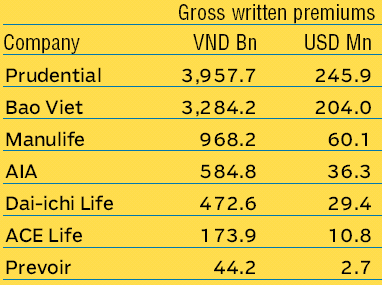 Gross written premiums
Company VND Bn USD Mn
Prudential 3,957.7 245.9
Bao Viet 3,284.2 204.0
Manulife 968.2 60.1
AIA 584.8 36.3
Dai-ichi Life 472.6 29.4
ACE Life 173.9 10.8
Prevoir 44.2 2.7